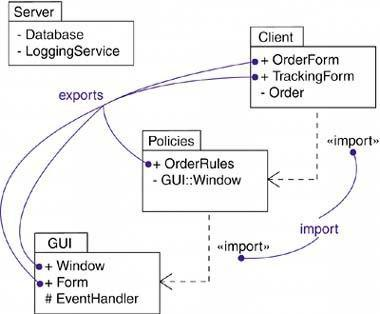 Server
- Database
- LoggingService
Client
+ OrderForm
+ TrackingForm
- Order
exports
Policies
+ OrderRules
- GUI::Window
«import»
import
«import»
GUI
+ Window
+ Form
# EventHandler